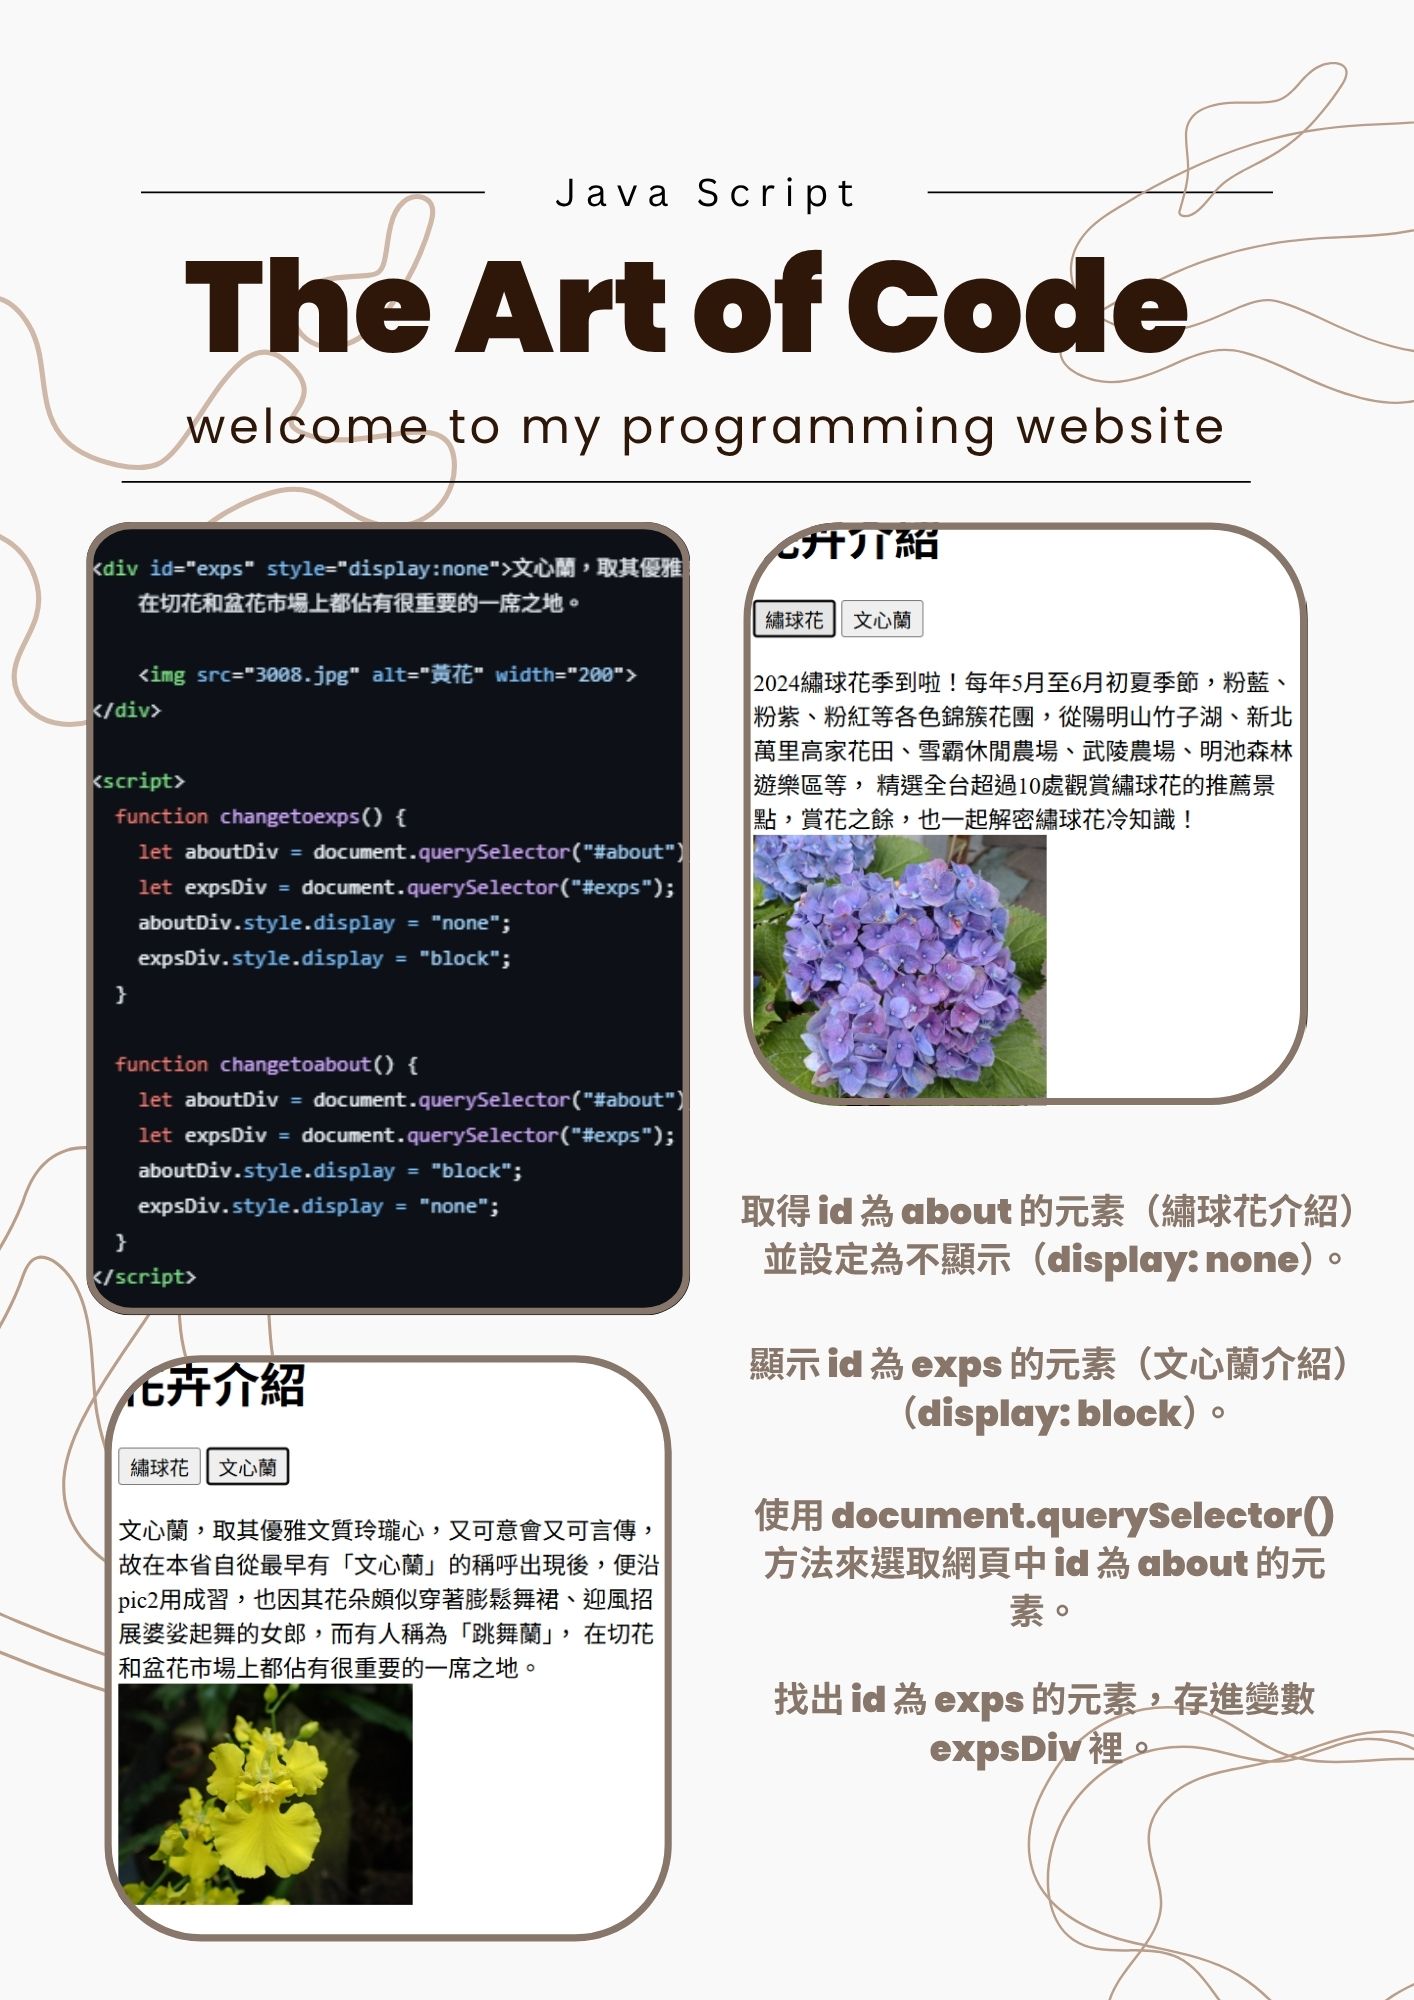 Java Script
The Art of Code
welcome to my programming website
<div id="exps" style="display:none">文心蘭，取其優雅
在切花和盆花市場上都佔有很重要的一席之地。
<img src="3008.jpg" alt="黃花" width="200">
</div>
<script>
function changetoexps() {
let aboutDiv = document.querySelector("#about")
let expsDiv = document.querySelector("#exps");
aboutDiv.style.display = "none";
expsDiv.style.display = "block";
}
function changetoabout() {
let aboutDiv = document.querySelector("#about")
let expsDiv = document.querySelector("#exps");
aboutDiv.style.display = "block";
expsDiv.style.display = "none";
}
</script>
花卉介紹
繡球花 文心蘭
2024繡球花季到啦！每年5月至6月初夏季節，粉藍、
粉紫、粉紅等各色錦簇花團，從陽明山竹子湖、新北
萬里高家花田、雪霸休閒農場、武陵農場、明池森林
遊樂區等， 精選全台超過10處觀賞繡球花的推薦景
點，賞花之餘，也一起解密繡球花冷知識！
取得 id 為 about 的元素（繡球花介紹）
並設定為不顯示（display: none）。
顯示 id 為 exps 的元素（文心蘭介紹）
（display: block）。
使用 document.querySelector()
方法來選取網頁中 id 為 about 的元
素。
找出 id 為 exps 的元素，存進變數
expsDiv 裡。
花卉介紹
繡球花 文心蘭
文心蘭，取其優雅文質玲瓏心，又可意會又可言傳，
故在本省自從最早有「文心蘭」的稱呼出現後，便沿
pic2用成習，也因其花朵頗似穿著膨鬆舞裙、迎風招
展婆娑起舞的女郎，而有人稱為「跳舞蘭」， 在切花
和盆花市場上都佔有很重要的一席之地。